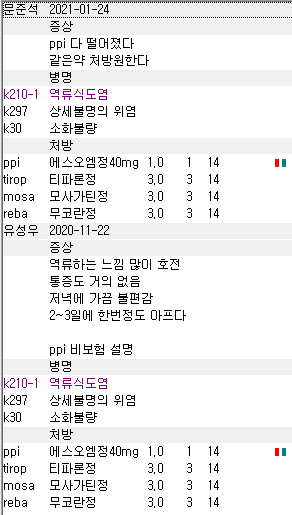 문준석 2021-01-24
증상
ppi 다 떨어졌다
같은약 처방원한다
병명
k210-1 역류식도염
k297 상세불명의 위염
k30 소화불량
처방
ppi 에스오엠정40mg 1,0 1 14
tirop 티파론정 3,0 3 14
mosa 모사가틴정 3,0 3 14
reba 무코란정 3,0 3 14
유성우 2020-11-22
증상
역류하는 느낌 많이 호전
통증도 거의 없음
저녁에 가끔 불편감
2~3일에 한번정도 아프다
ppi 비보험 설명
병명
k210-1 역류식도염
k297 상세불명의 위염
k30 소화불량
처방
ppi 에스오엠정40mg 1,0 1 14
tirop 티파론정 3,0 3 14
mosa 모사가틴정 3,0 3 14
reba 무코란정 3,0 3 14